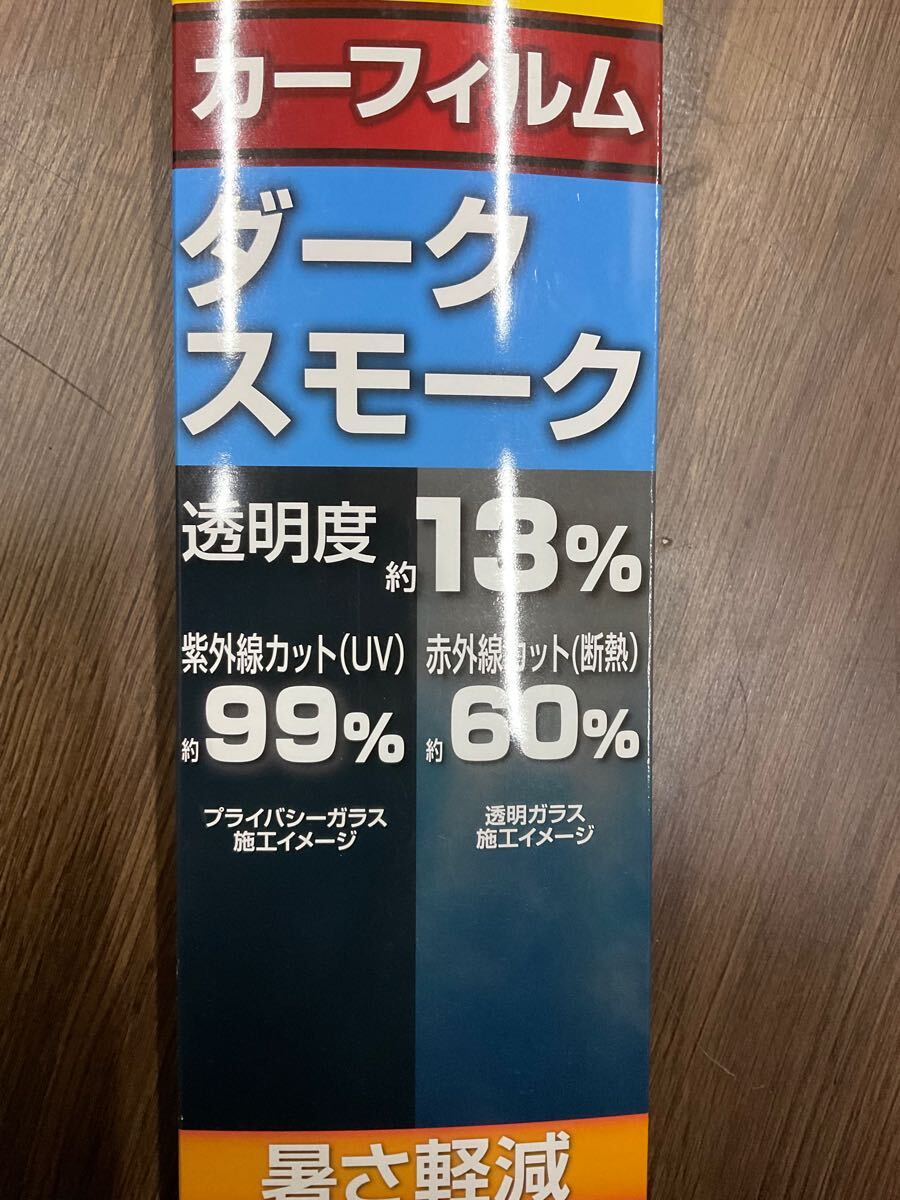 カーフィルム
ダーク
スモーク
透明度 約13%
紫外線カット(UV) 赤外線カット(断熱)
約99% 約60%
プライバシーガラス
施工イメージ
透明ガラス
施工イメージ
暑さ軽減